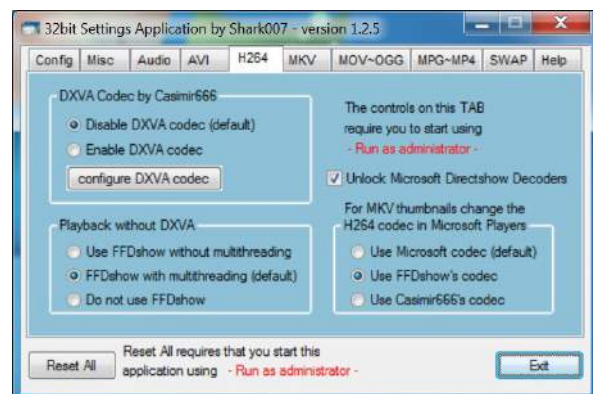 32bit Settings Application by Shark007 - version 1.2.5
Config Misc Audio AVI H264 MKV MOV~OGG MPG~MP4 SWAP Help
DXVA Codec by Casimir666
Disable DXVA codec (default)
Enable DXVA codec
configure DXVA codec
The controls on this TAB
require you to start using
- Run as administrator -
Unlock Microsoft Directshow Decoders
Playback without DXVA
Use FFDshow without multithreading
FFDshow with multithreading (default)
Do not use FFDshow
For MKV thumbnails change the
H264 codec in Microsoft Players
Use Microsoft codec (default)
Use FFDshow's codec
Use Casimir666's codec
Reset All
Reset All requires that you start this
application using - Run as administrator -
Exit